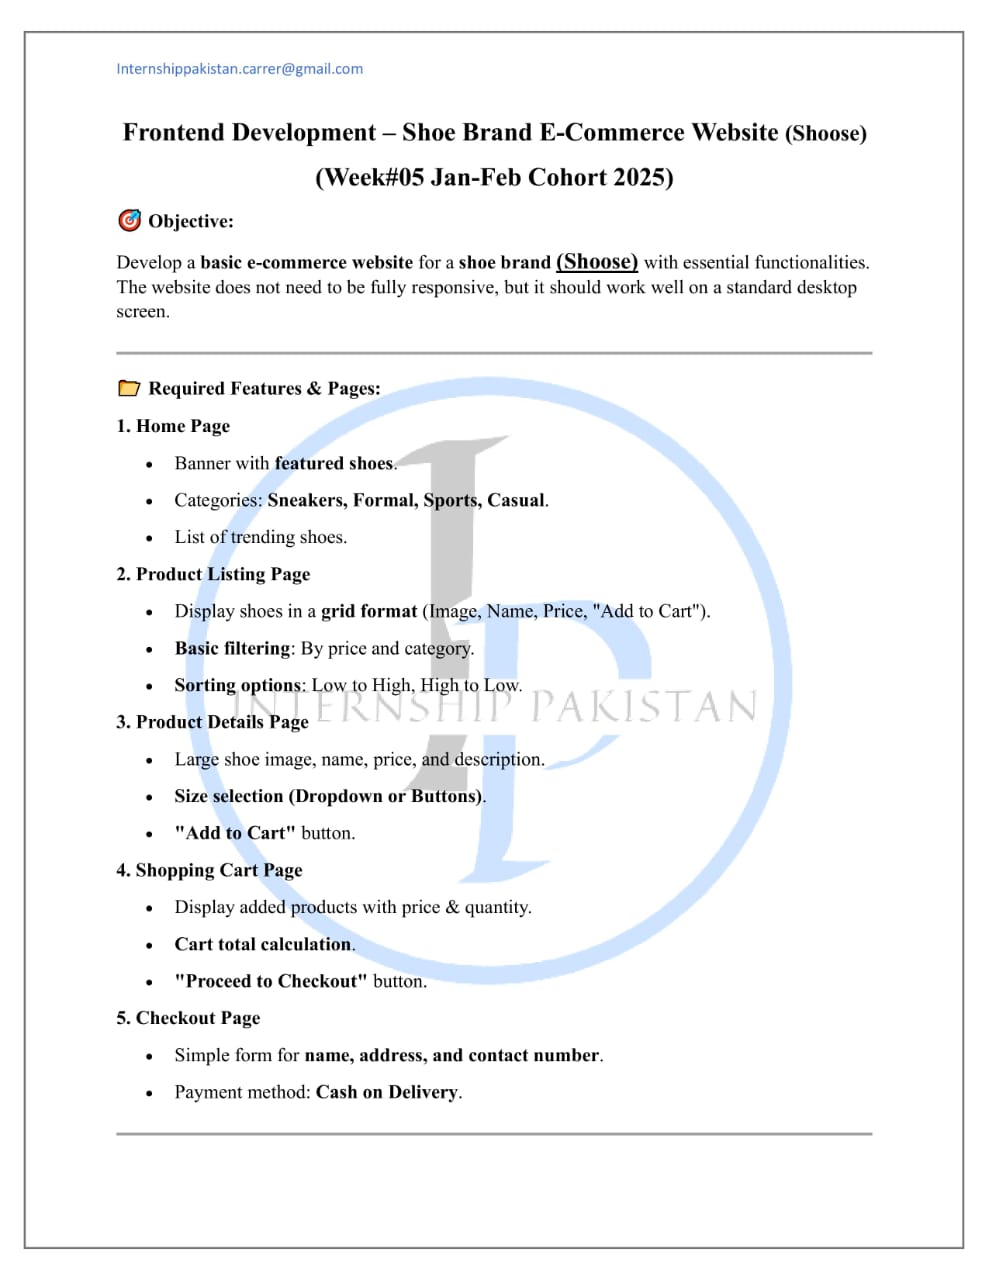 Internshippakistan.carrer@gmail.com
Frontend Development – Shoe Brand E-Commerce Website (Shoose)
(Week#05 Jan-Feb Cohort 2025)
🎯 Objective:
Develop a basic e-commerce website for a shoe brand (Shoose) with essential functionalities.
The website does not need to be fully responsive, but it should work well on a standard desktop
screen.
📂 Required Features & Pages:
1. Home Page
• Banner with featured shoes.
• Categories: Sneakers, Formal, Sports, Casual.
• List of trending shoes.
2. Product Listing Page
• Display shoes in a grid format (Image, Name, Price, "Add to Cart").
• Basic filtering: By price and category.
• Sorting options: Low to High, High to Low.
INTERNSHIP PAKISTAN
3. Product Details Page
• Large shoe image, name, price, and description.
• Size selection (Dropdown or Buttons).
• "Add to Cart" button.
4. Shopping Cart Page
• Display added products with price & quantity.
• Cart total calculation.
• "Proceed to Checkout" button.
5. Checkout Page
• Simple form for name, address, and contact number.
• Payment method: Cash on Delivery.